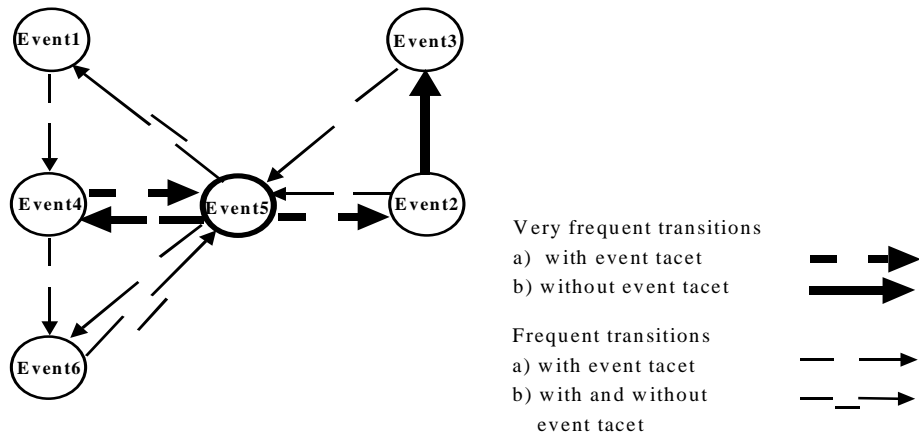 Event1
Event3
Event4
Event5
Event2
Event6
Very frequent transitions
a) with event tacet
b) without event tacet
Frequent transitions
a) with event tacet
b) with and without
event tacet